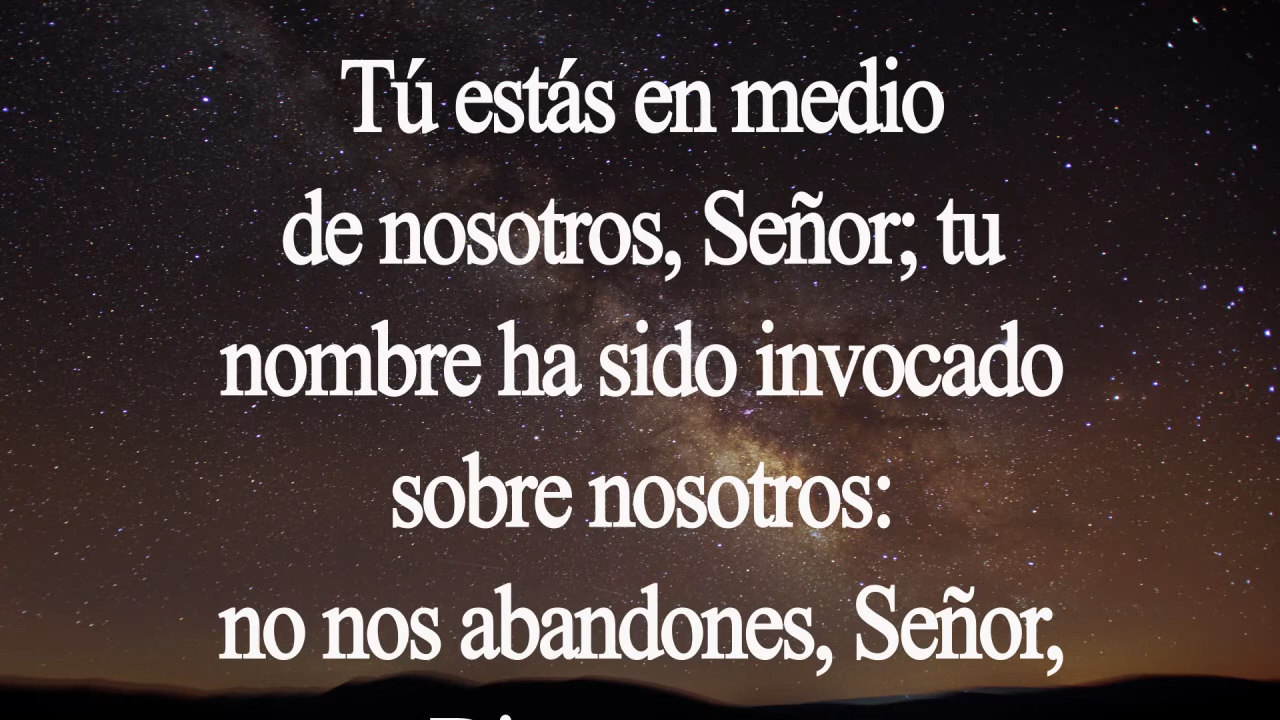 Tú estás en medio
de nosotros, Señor; tu
nombre ha sido invocado
sobre nosotros:
no nos abandones, Señor,